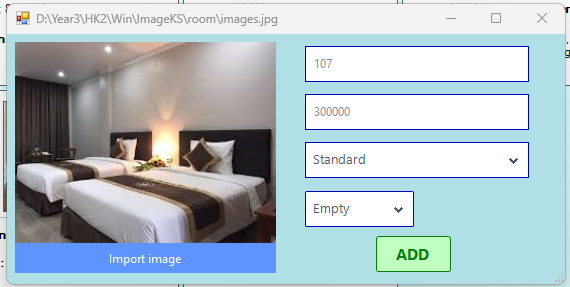 D:\Year3\HK2\Win\ImageKS\room\images.jpg
107
300000
Standard
Empty
Import image
ADD